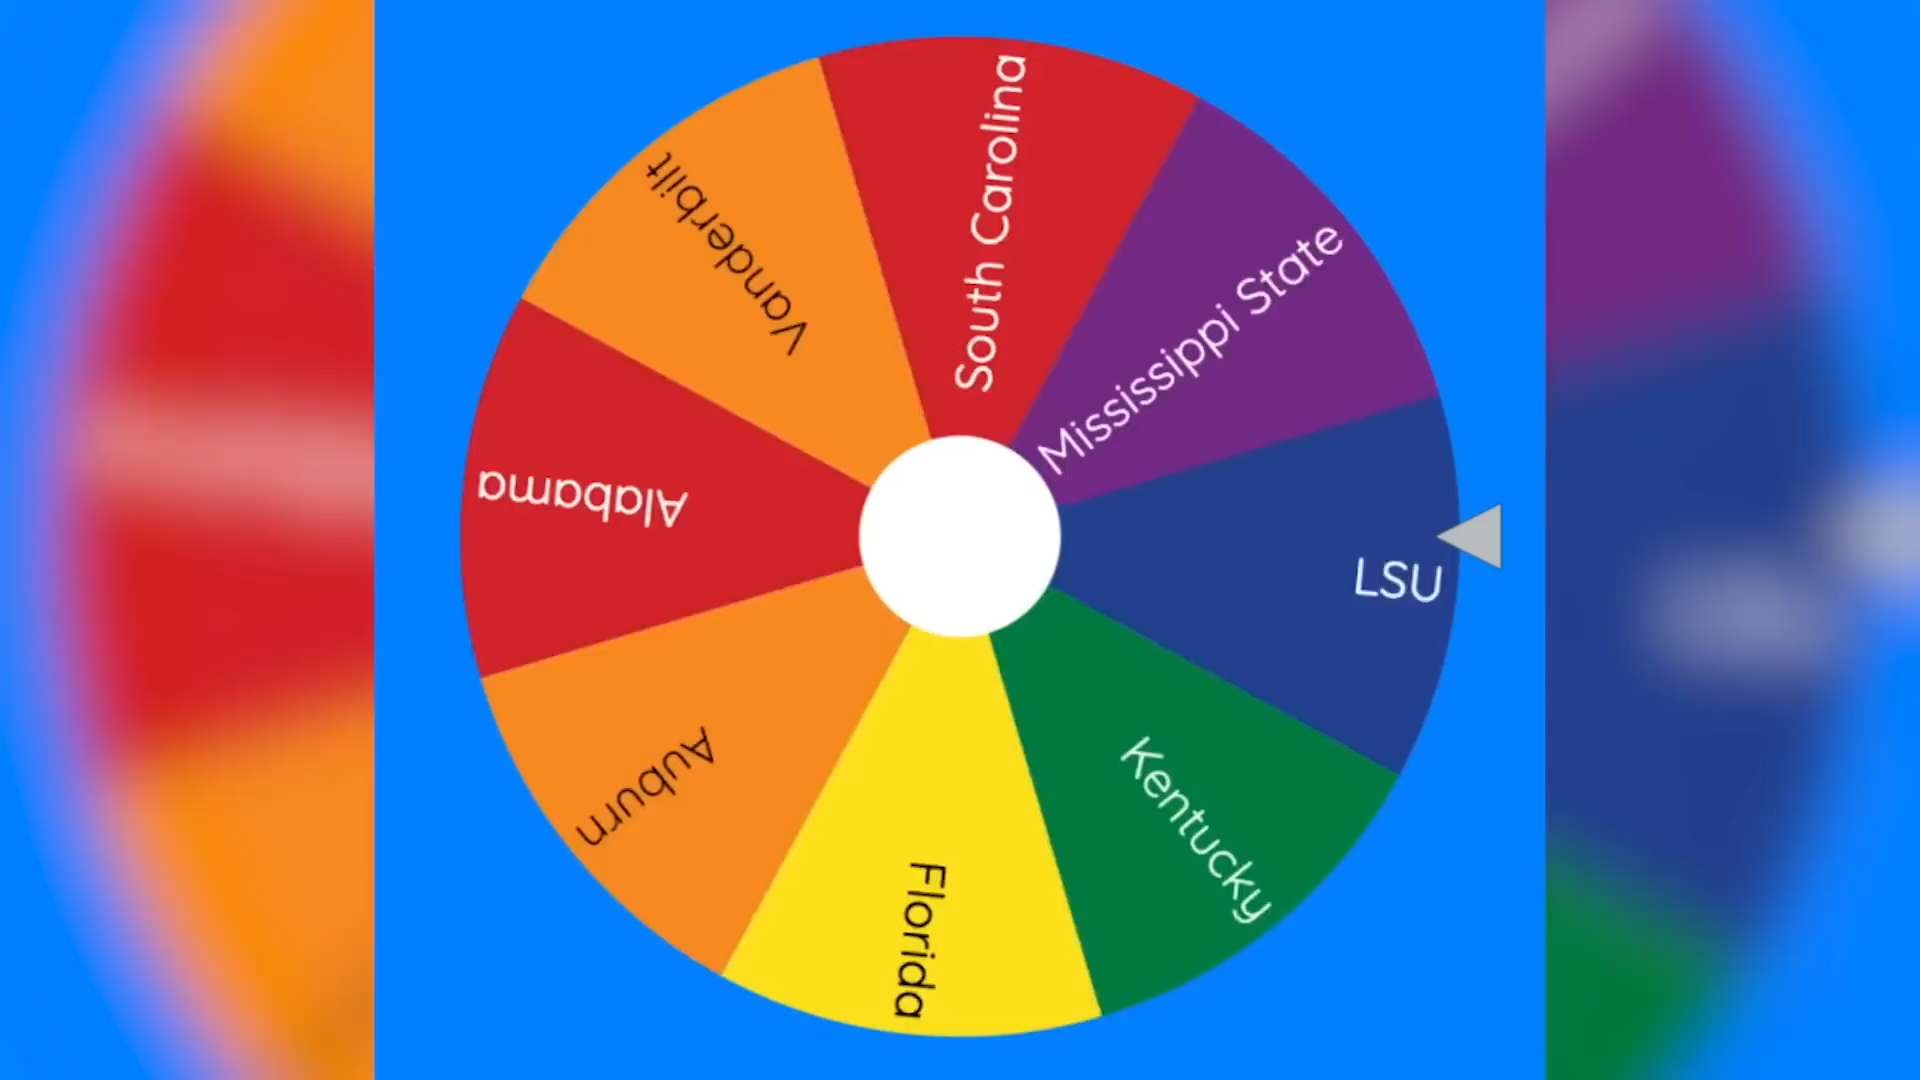 South Carolina
Mississippi State
LSU
Kentucky
Florida
Auburn
Alabama
Vanderbilt